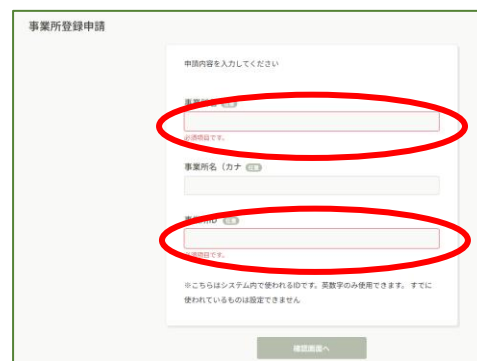 事業所登録申請
申請内容を入力してください
必須項目です。
事業所名（カナ
必須項目です。
※こちらはシステム内で使われるIDです。英数字のみ使用できます。 すでに
使われているものは設定できません
確認画面へ